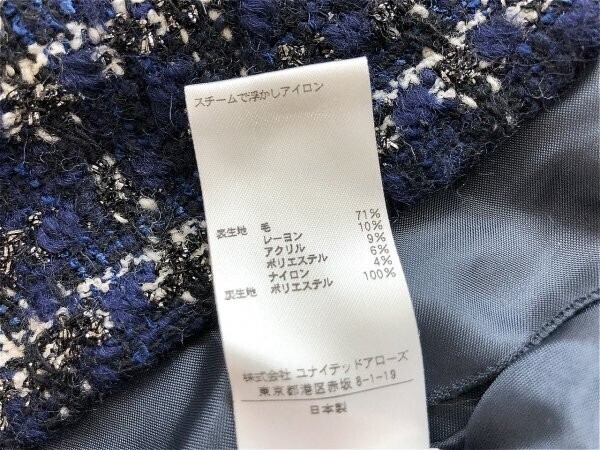 スチームで浮かしアイロン
表生地 毛 71%
レーヨン 10%
アクリル 9%
ポリエステル 6%
ナイロン 4%
裏生地 ポリエステル 100%
株式会社 ユナイテッドアローズ
東京都港区赤坂8-1-19
日本製